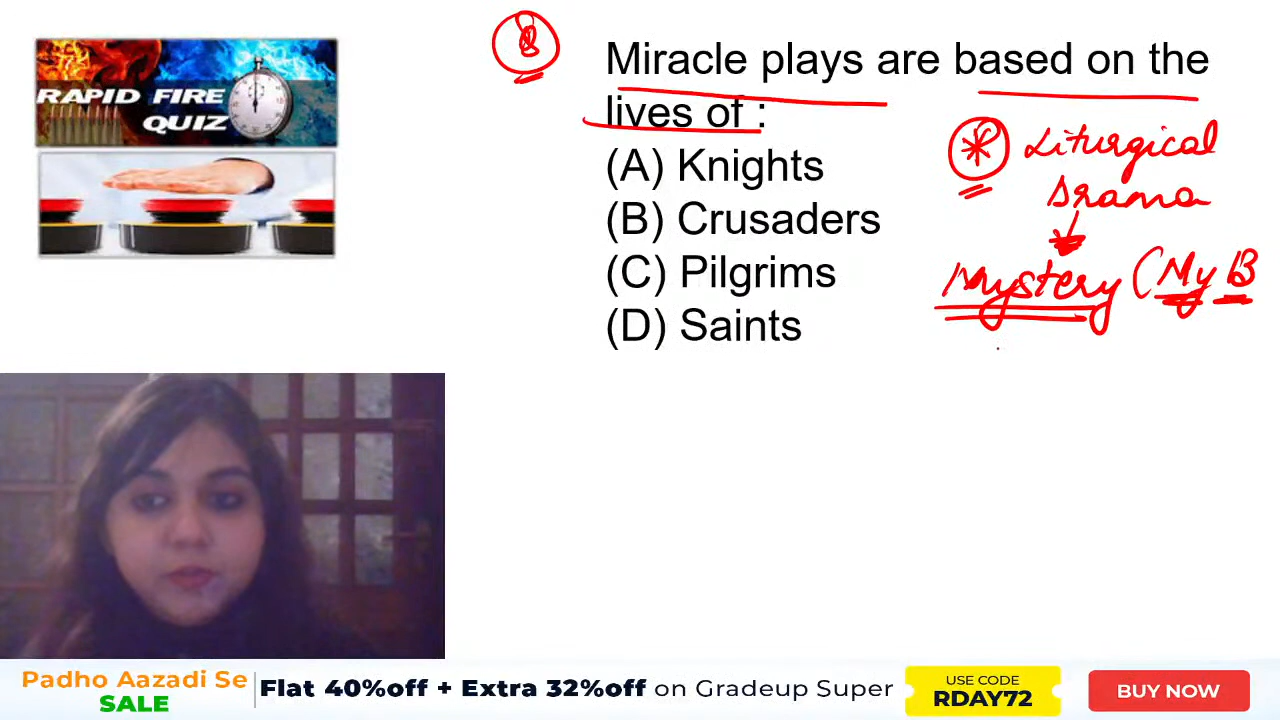 RAPID FIRE
QUIZ
Miracle plays are based on the
lives of :
(A) Knights
(B) Crusaders
(C) Pilgrims
(D) Saints
Liturgical
Drama
Mystery (My B
Padho Aazadi Se
SALE
Flat 40%off + Extra 32%off on Gradeup Super
USE CODE
RDAY72
BUY NOW